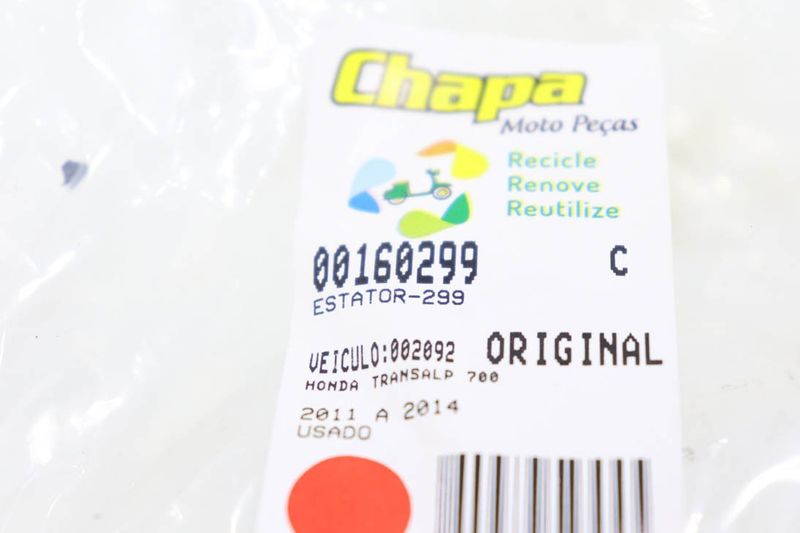 Chapa
Moto Peças
Recicle
Renove
Reutilize
00160299 C
ESTATOR-299
VEICULO:002092 ORIGINAL
HONDA TRANSALP 700
2011 A 2014
USADO